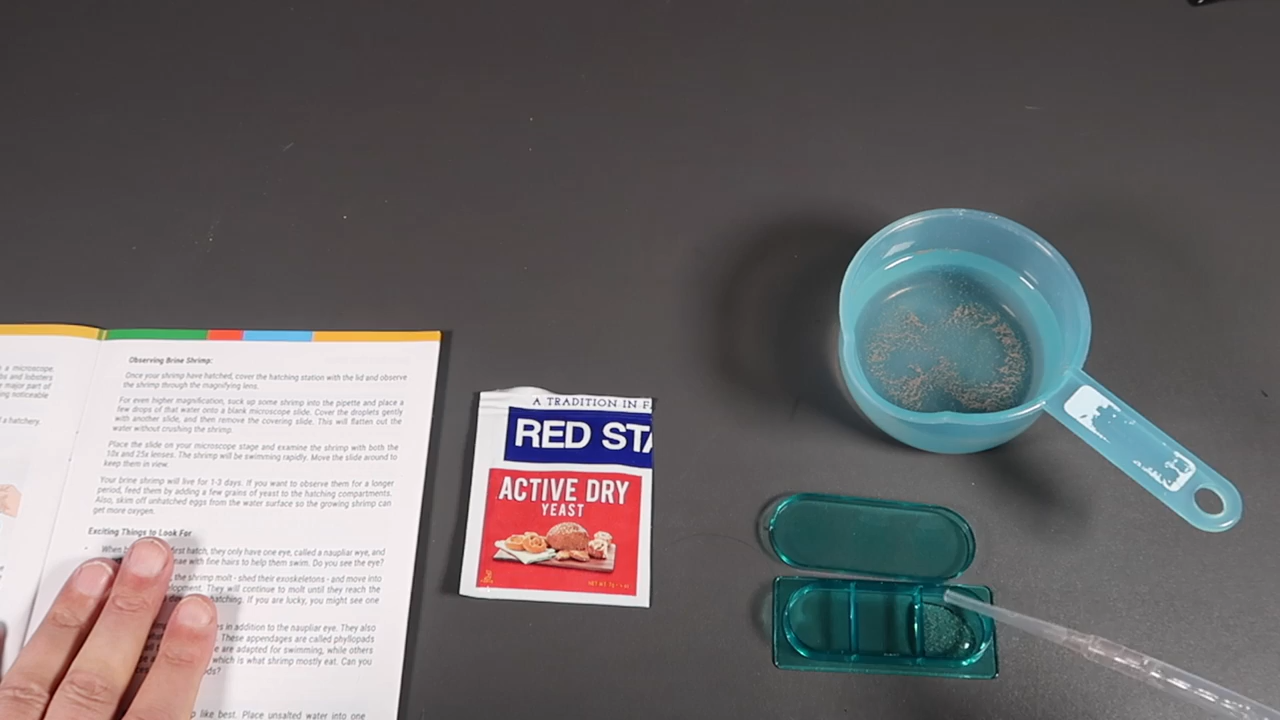 a microscope,
bs and lobsters
e major part of
ing noticeable
f a hatchery.
Observing Brine Shrimp:
Once your shrimp have hatched, cover the hatching station with the lid and observe
the shrimp through the magnifying lens.
For even higher magnification, suck up some shrimp into the pipette and place a
few drops of that water onto a blank microscope slide. Cover the droplets gently
with another slide, and then remove the covering slide. This will flatten out the
water without crushing the shrimp.
Place the slide on your microscope stage and examine the shrimp with both the
10x and 25x lenses. The shrimp will be swimming rapidly. Move the slide around to
keep them in view.
Your brine shrimp will live for 1-3 days. If you want to observe them for a longer
period, feed them by adding a few grains of yeast to the hatching compartments.
Also, skim off unhatched eggs from the water surface so the growing shrimp can
get more oxygen.
Exciting Things to Look For
• When b first hatch, they only have one eye, called a naupliar eye, and
nae with fine hairs to help them swim. Do you see the eye?
the shrimp molt - shed their exoskeletons - and move into
lopment. They will continue to molt until they reach the
hatching. If you are lucky, you might see one
es in addition to the naupliar eye. They also
These appendages are called phyllopods
e are adapted for swimming, while others
which is what shrimp mostly eat. Can you
ods?
p like best. Place unsalted water into one
A TRADITION IN F
RED STA
ACTIVE DRY
YEAST